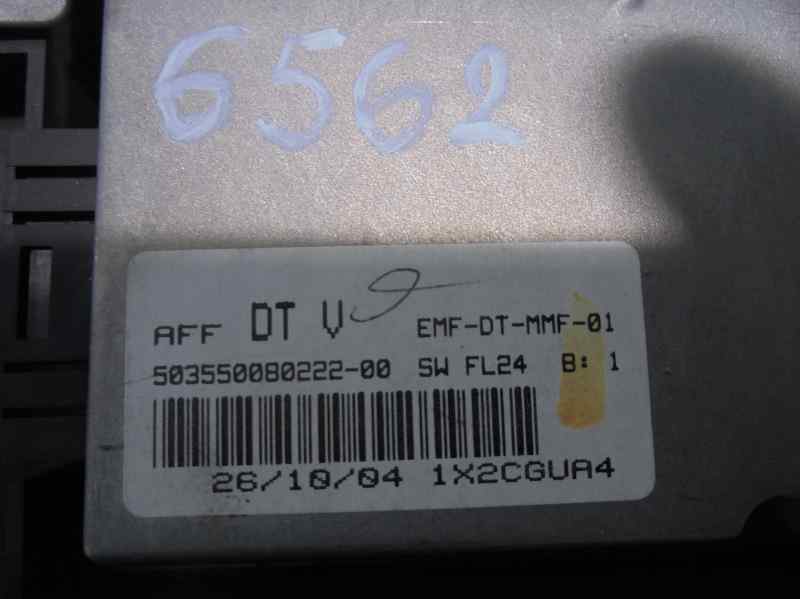 6562
AFF DT V EMF-DT-MMF-01
503550080222-00 SW FL24 B: 1
26/10/04 1X2CGUA4